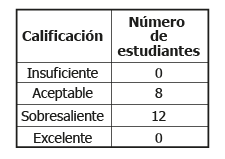 Calificación Número
de
estudiantes
Insuficiente 0
Aceptable 8
Sobresaliente 12
Excelente 0